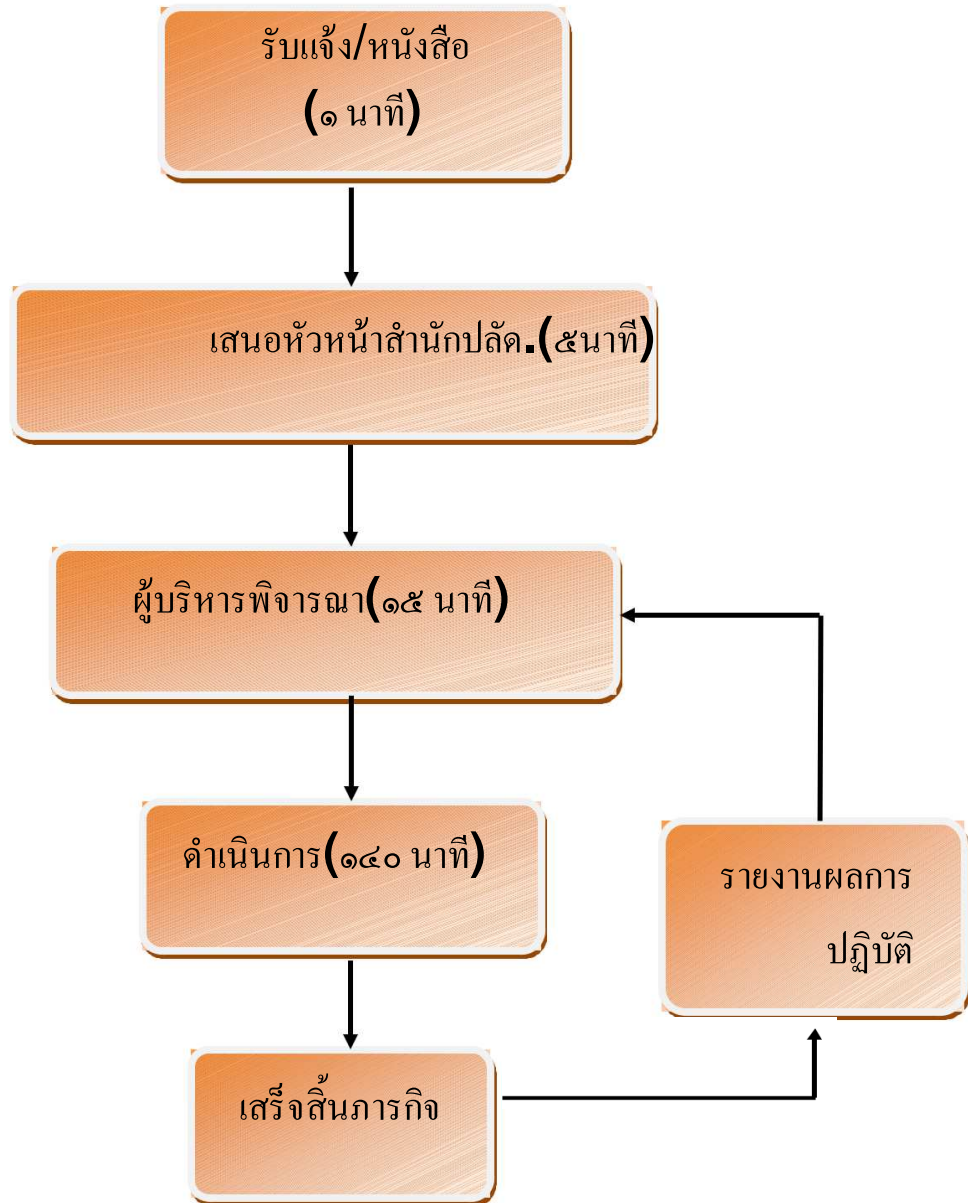 รับแจ้ง/หนังสือ
(๑ นาที)
เสนอหัวหน้าสำนักปลัด.(๕นาที)
ผู้บริหารพิจารณา(๑๕ นาที)
ดำเนินการ(๑๔๐ นาที)
รายงานผลการ
ปฏิบัติ
เสร็จสิ้นภารกิจ